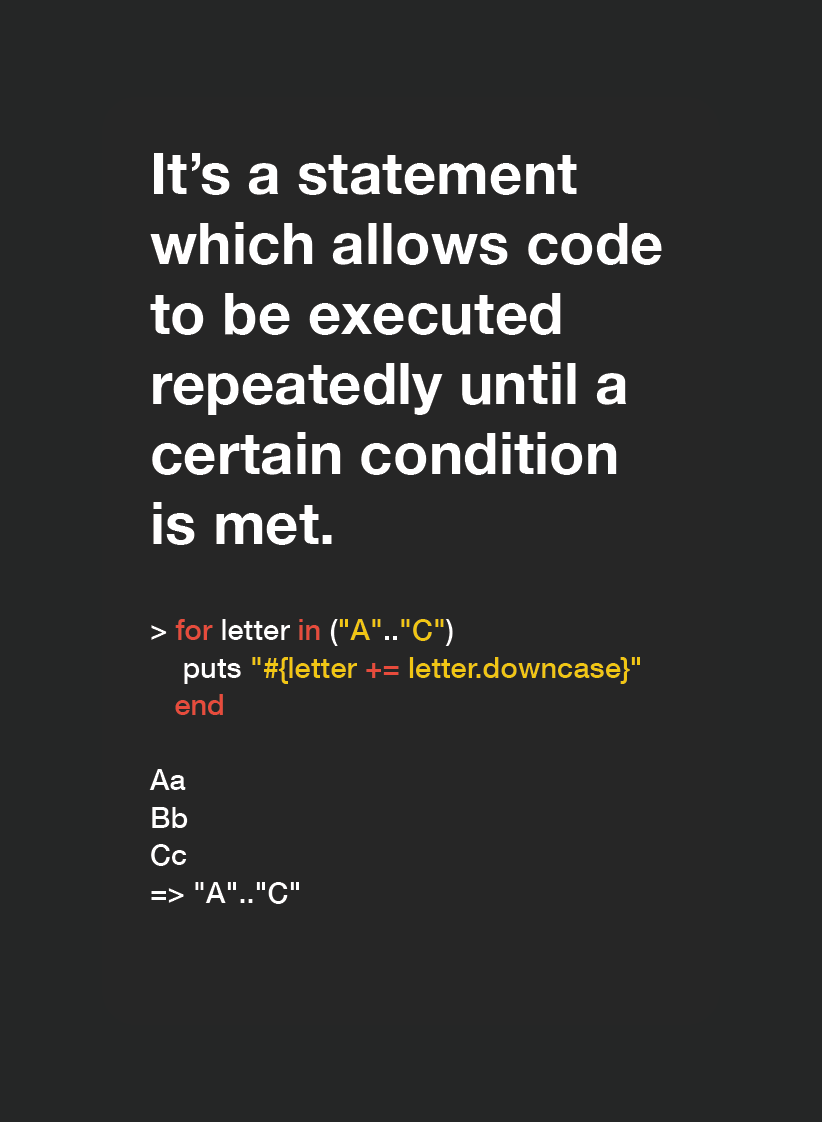 It’s a statement
which allows code
to be executed
repeatedly until a
certain condition
is met.
> for letter in ("A".."C")
puts "#{letter += letter.downcase}"
end
Aa
Bb
Cc
=> "A".."C"